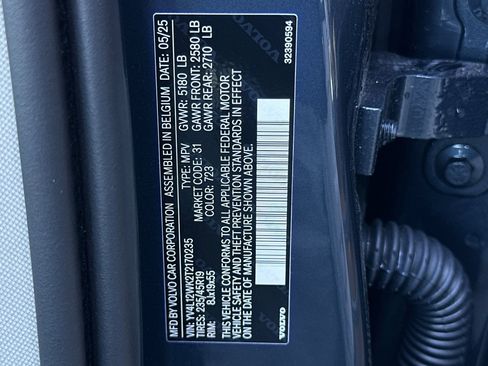 MFD BY VOLVO CAR CORPORATION ASSEMBLED IN BELGIUM DATE: 05/25
VIN: YV4L12WK2T2170235 TYPE: MPV GVWR: 5180 LB
TIRES: 235/45R19 MARKET CODE: 31 GAWR FRONT: 2580 LB
RIM: 8Jx19x55 COLOR: 723 GAWR REAR: 2710 LB
THIS VEHICLE CONFORMS TO ALL APPLICABLE FEDERAL MOTOR
VEHICLE SAFETY AND THEFT PREVENTION STANDARDS IN EFFECT
ON THE DATE OF MANUFACTURE SHOWN ABOVE.
VOLVO
32390594